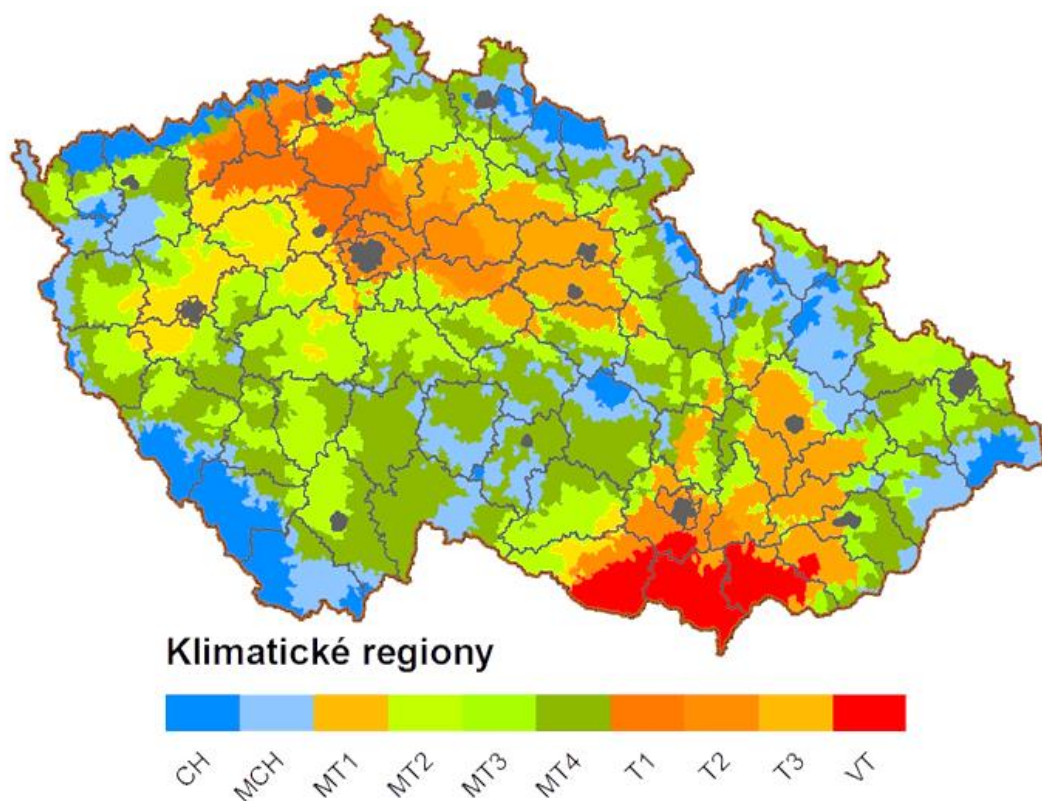 Klimatické regiony
CH
MCH
MT1
MT2
MT3
MT4
T1
T2
T3
VT